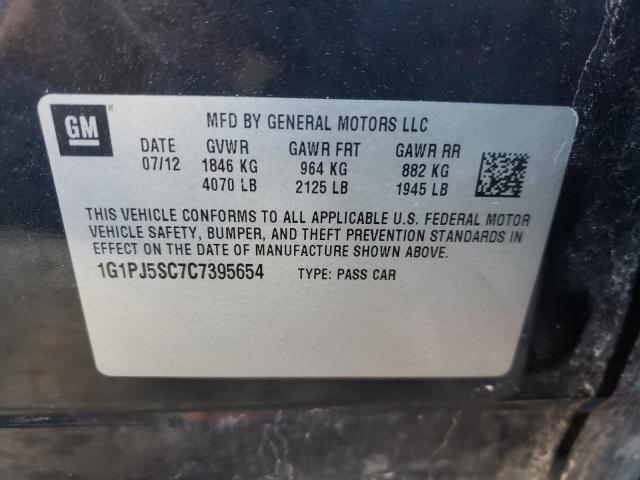 GM
MFD BY GENERAL MOTORS LLC
DATE GVWR GAWR FRT GAWR RR
07/12 1846 KG 964 KG 882 KG
4070 LB 2125 LB 1945 LB
THIS VEHICLE CONFORMS TO ALL APPLICABLE U.S. FEDERAL MOTOR
VEHICLE SAFETY, BUMPER, AND THEFT PREVENTION STANDARDS IN
EFFECT ON THE DATE OF MANUFACTURE SHOWN ABOVE.
1G1PJ5SC7C7395654 TYPE: PASS CAR